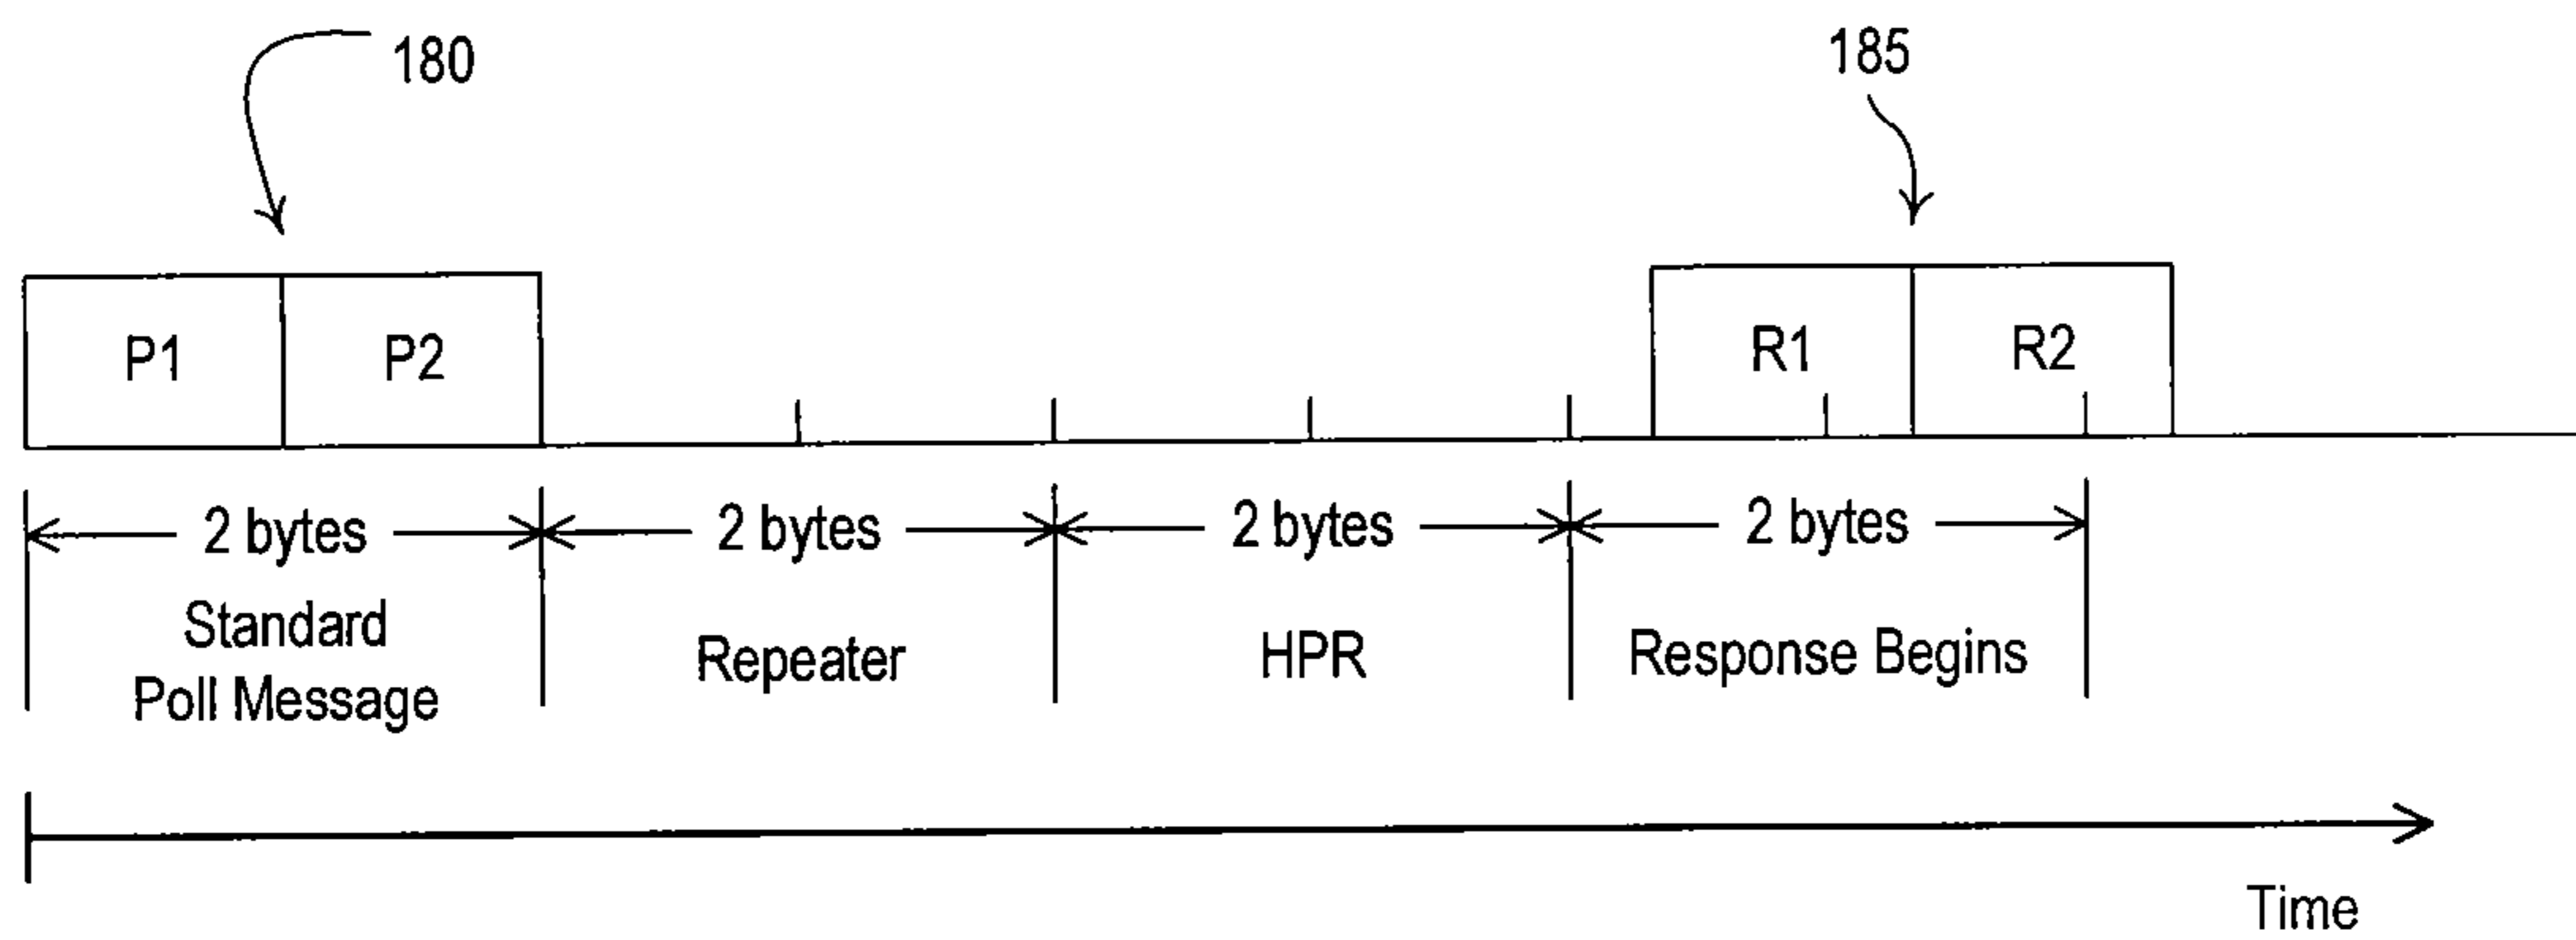 180
185
P1
P2
R1
R2
2 bytes
2 bytes
2 bytes
2 bytes
Standard
Poll Message
Repeater
HPR
Response Begins
Time